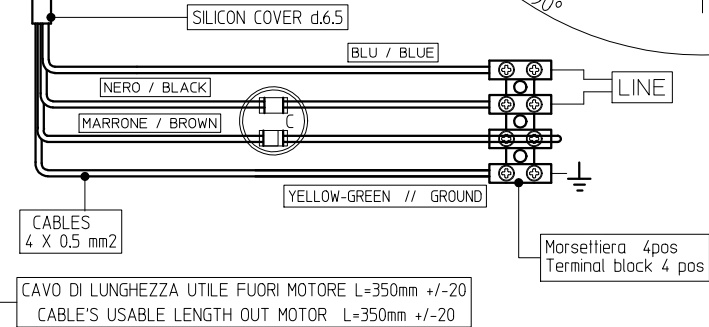 SILICON COVER d.6.5
30°
BLU / BLUE
NERO / BLACK
LINE
MARRONE / BROWN
C
YELLOW-GREEN // GROUND
CABLES
4 X 0.5 mm2
Morsettiera 4pos
Terminal block 4 pos
CAVO DI LUNGHEZZA UTILE FUORI MOTORE L=350mm +/-20
CABLE'S USABLE LENGTH OUT MOTOR L=350mm +/-20